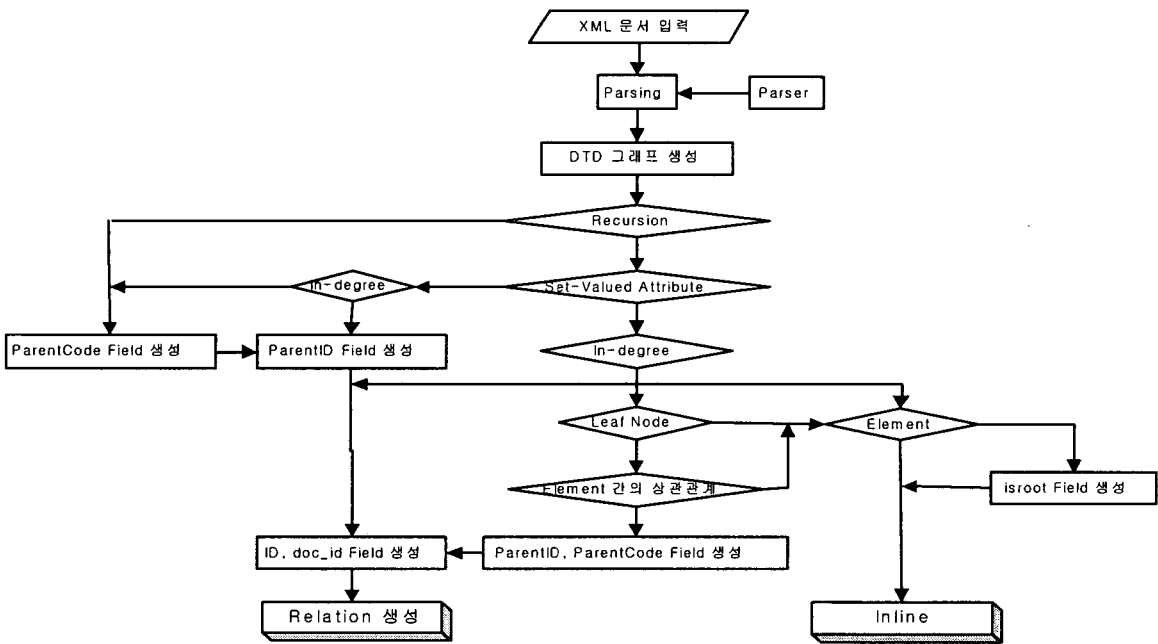 XML 문서 입력
Parsing
Parser
DTD 그래프 생성
Recursion
In-degree
Set-Valued Attribute
ParentCode Field 생성
ParentID Field 생성
In-degree
Leaf Node
Element
Element 간의 상관관계
isroot Field 생성
ID, doc_id Field 생성
ParentID, ParentCode Field 생성
Relation 생성
Inline